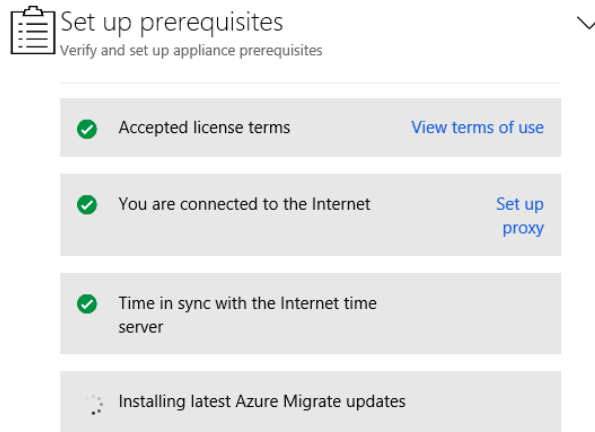 Set up prerequisites
Verify and set up appliance prerequisites
Accepted license terms
View terms of use
You are connected to the Internet
Set up
proxy
Time in sync with the Internet time
server
Installing latest Azure Migrate updates